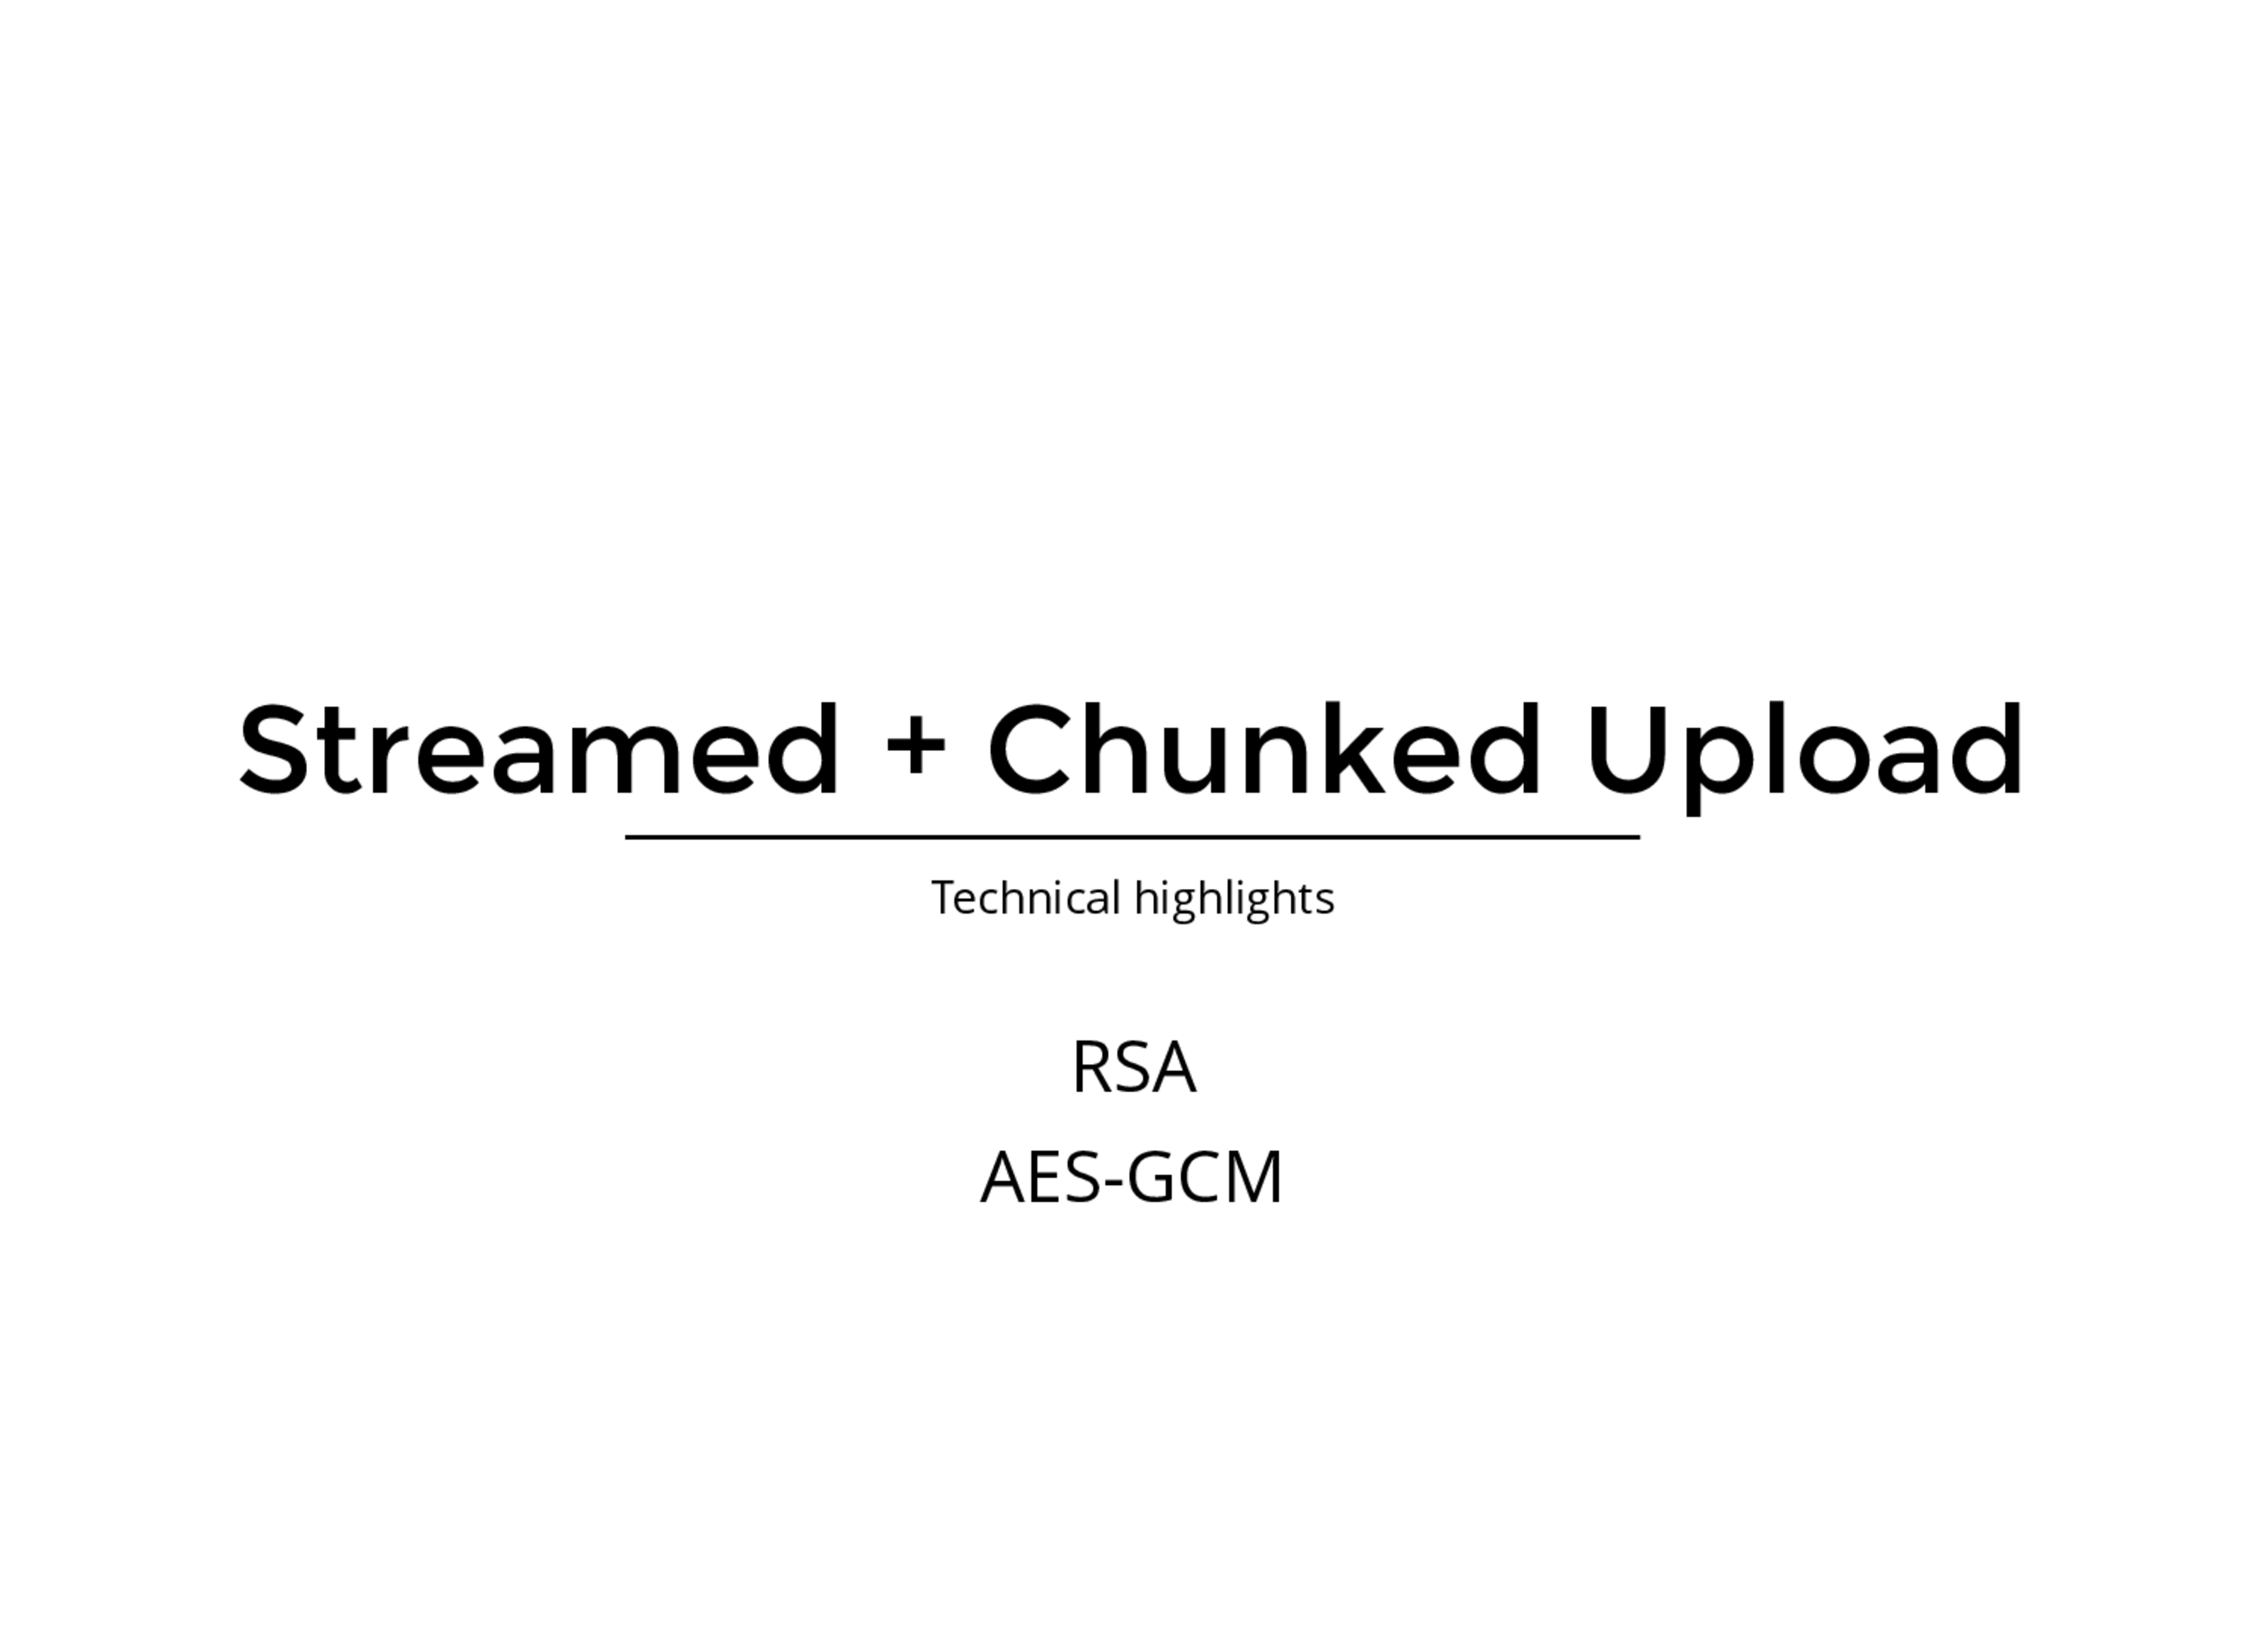 Streamed + Chunked Upload
Technical highlights
RSA
AES-GCM